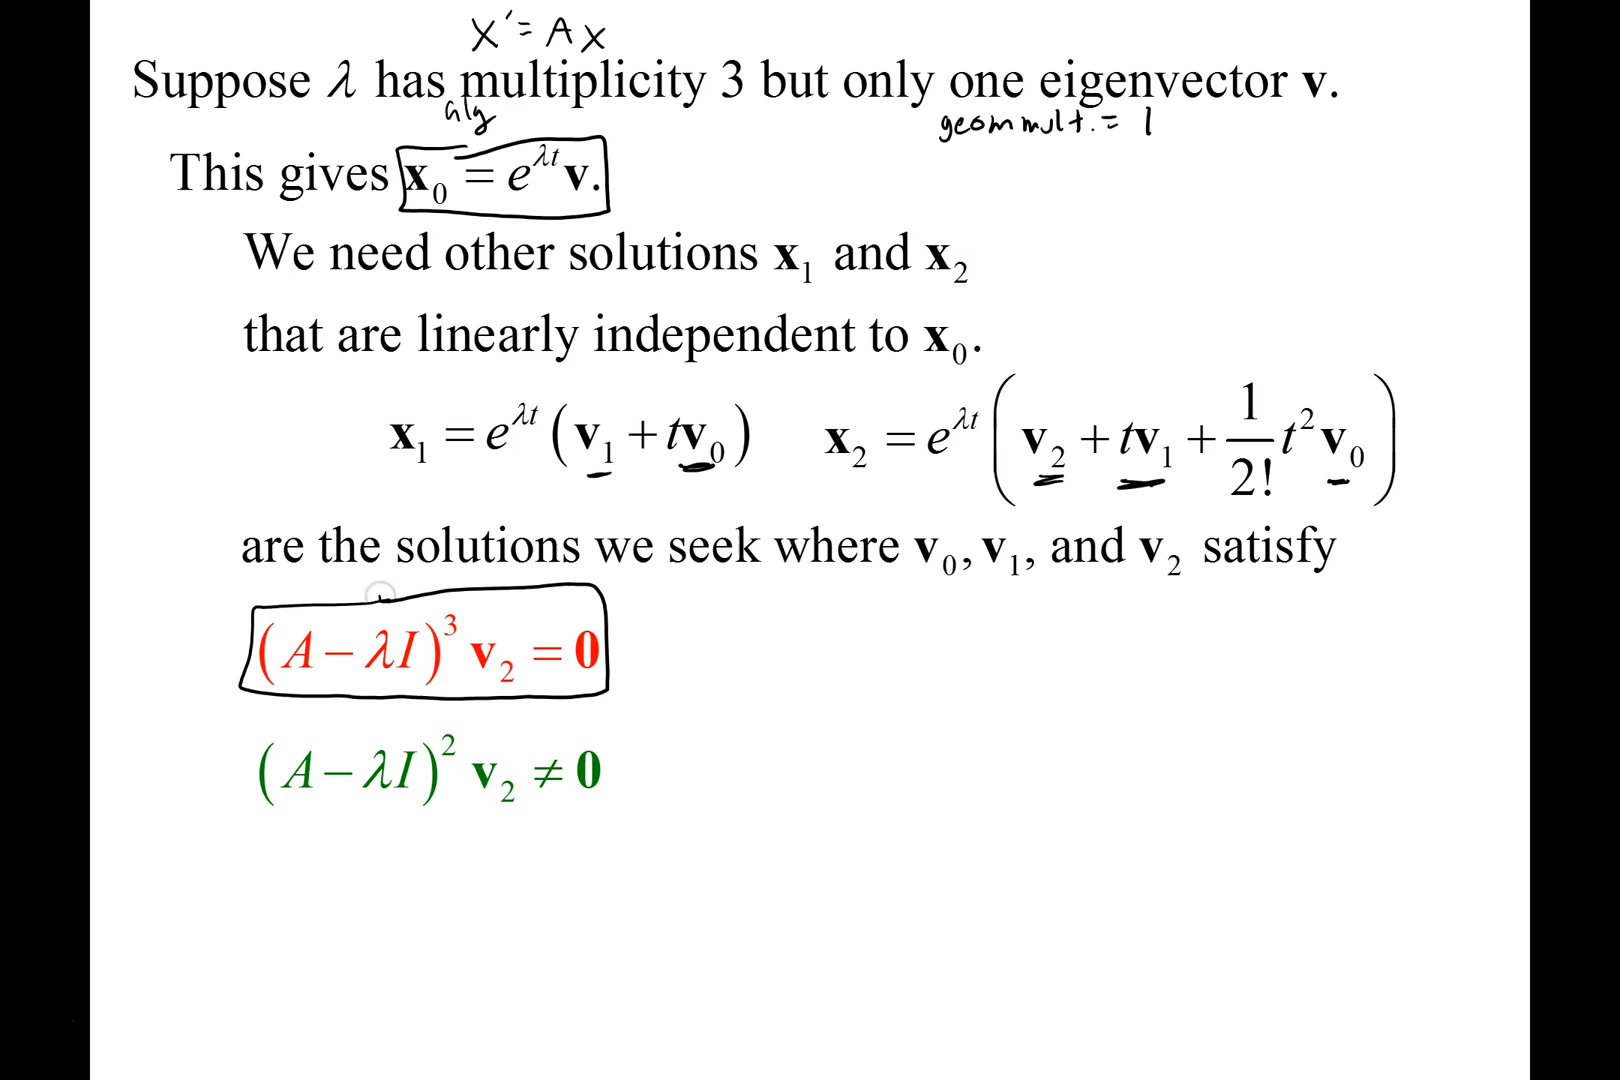 X′ = Ax
Suppose λ has multiplicity 3 but only one eigenvector v.
alg
geom mult. = 1
This gives x₀ = e^{λt} v.
We need other solutions x₁ and x₂
that are linearly independent to x₀.
x₁ = e^{λt} (v₁ + tv₀)   x₂ = e^{λt} (v₂ + tv₁ + \frac{1}{2!} t² v₀)
are the solutions we seek where v₀, v₁, and v₂ satisfy
(A − λI)³ v₂ = 0
(A − λI)² v₂ ≠ 0